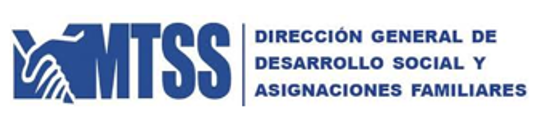 MTSS
DIRECCIÓN GENERAL DE
DESARROLLO SOCIAL Y
ASIGNACIONES FAMILIARES